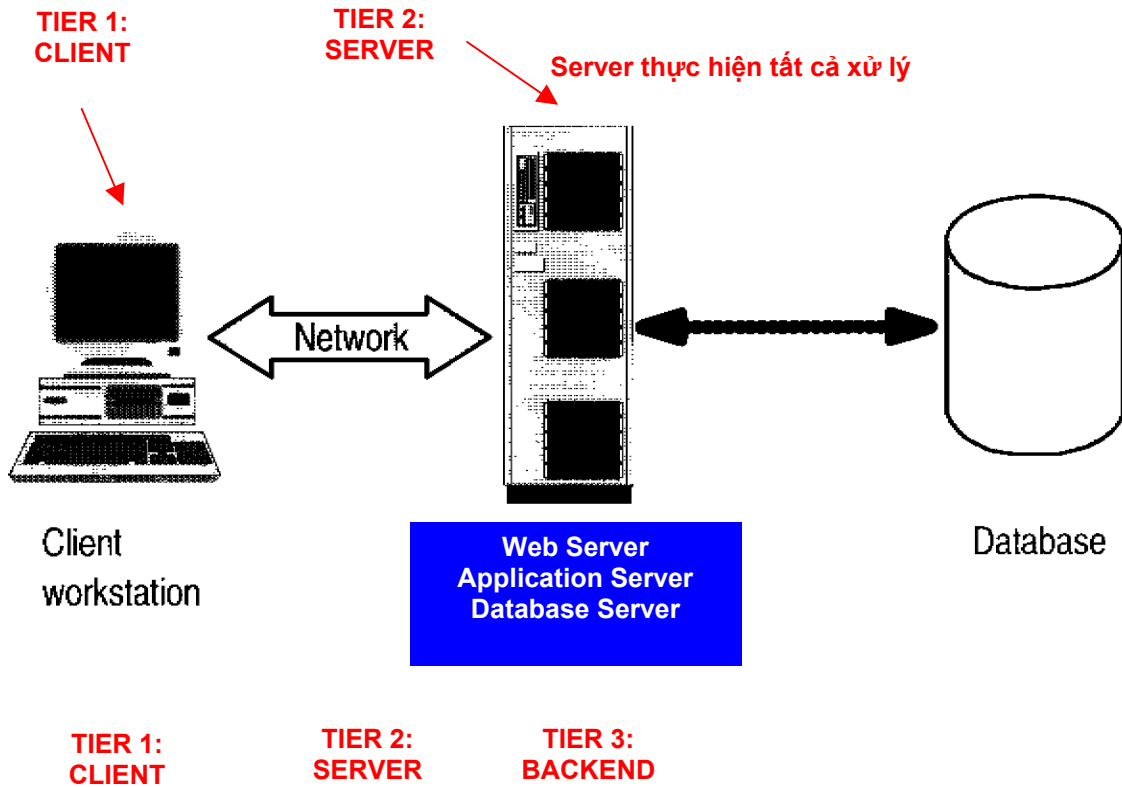 TIER 1:
CLIENT
TIER 2:
SERVER
Server thực hiện tất cả xử lý
Network
Client
workstation
Web Server
Application Server
Database Server
Database
TIER 1:
CLIENT
TIER 2:
SERVER
TIER 3:
BACKEND